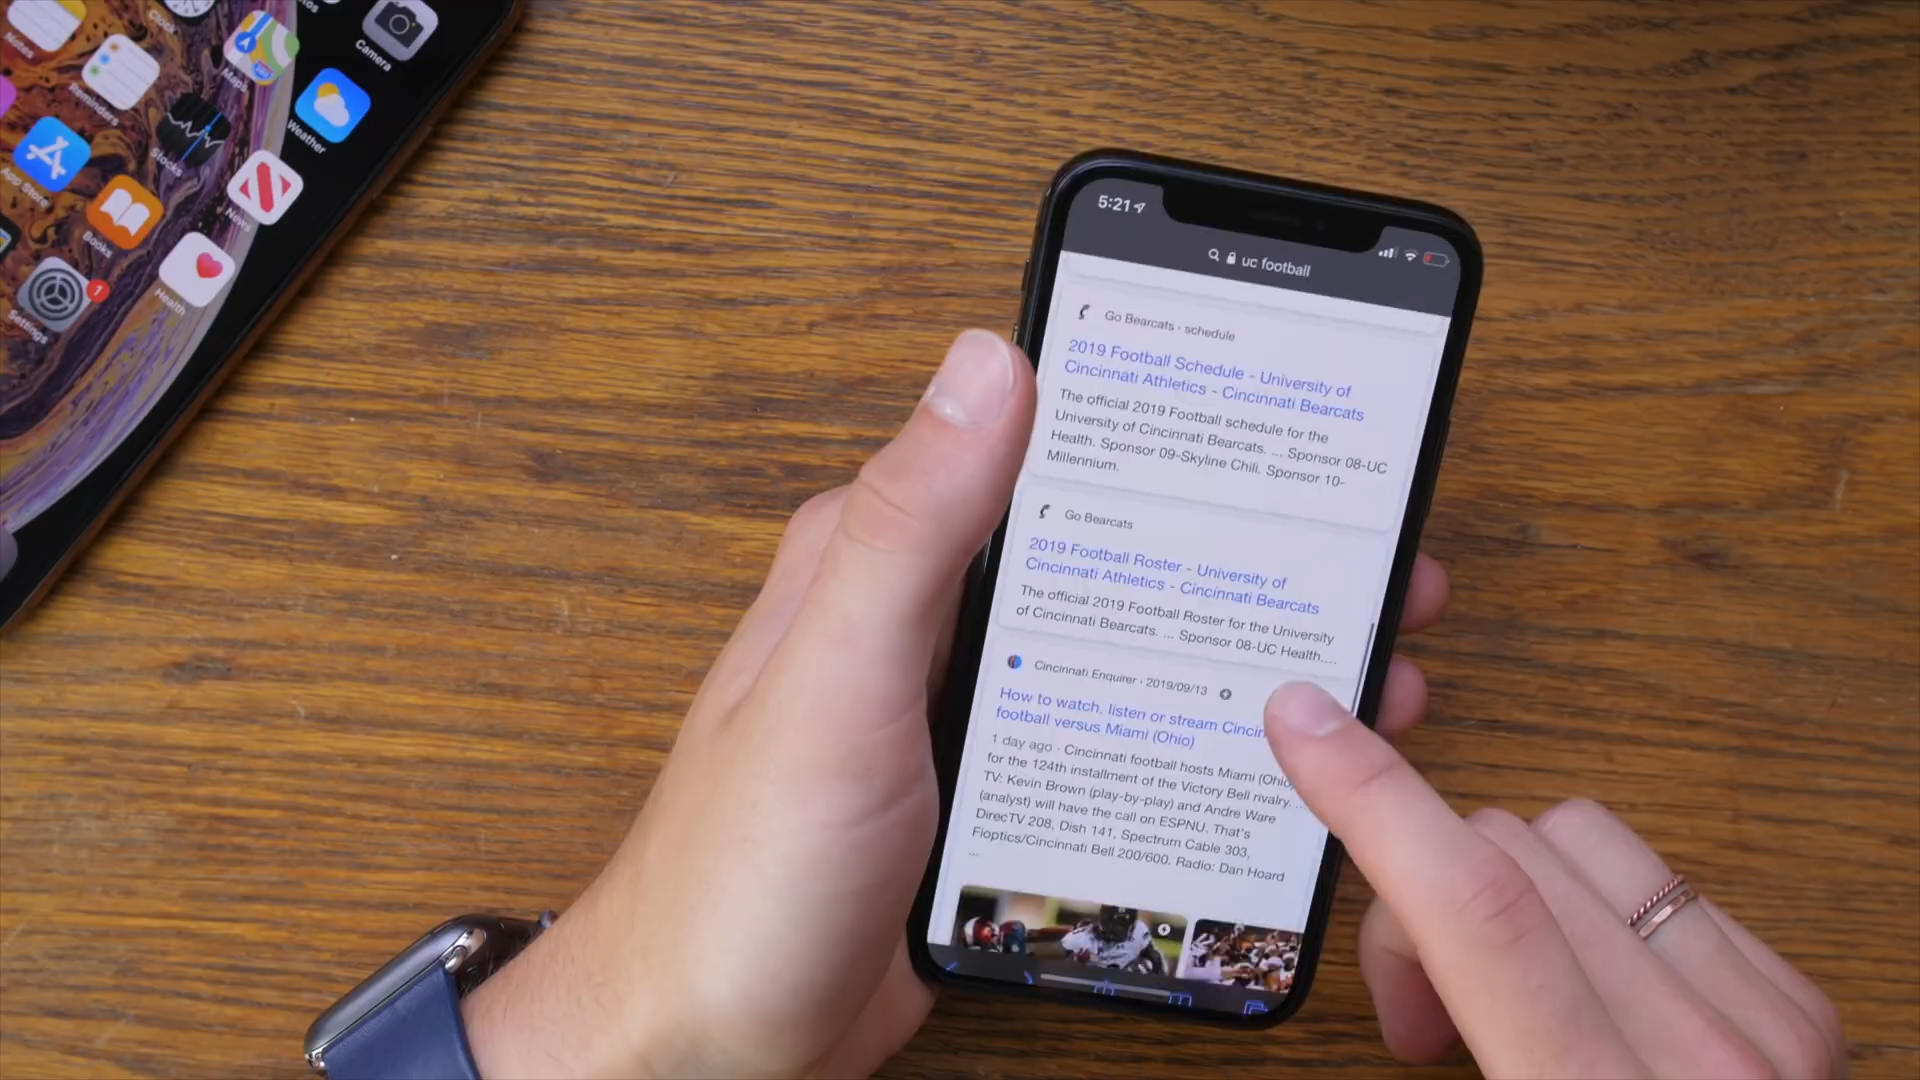 Notes
Clock
Camera
Reminders
Maps
Weather
App Store
Stocks
Books
News
1
Settings
Health
5:21
uc football
Go Bearcats › schedule
2019 Football Schedule - University of
Cincinnati Athletics - Cincinnati Bearcats
The official 2019 Football schedule for the
University of Cincinnati Bearcats. ... Sponsor 08-UC
Health. Sponsor 09-Skyline Chili. Sponsor 10-
Millennium.
Go Bearcats
2019 Football Roster - University of
Cincinnati Athletics - Cincinnati Bearcats
The official 2019 Football Roster for the University
of Cincinnati Bearcats. ... Sponsor 08-UC Health....
Cincinnati Enquirer · 2019/09/13
How to watch, listen or stream
football versus Miami (Ohio)
1 day ago · Cincinnati football hosts Miami
for the 124th installment of the Victory Bell rivalry. ...
TV: Kevin Brown (play-by-play) and Andre Ware
(analyst) will have the call on ESPNU. That's
DirecTV 208, Dish 141, Spectrum Cable 303,
Fioptics/Cincinnati Bell 200/600. Radio: Dan Hoard
...